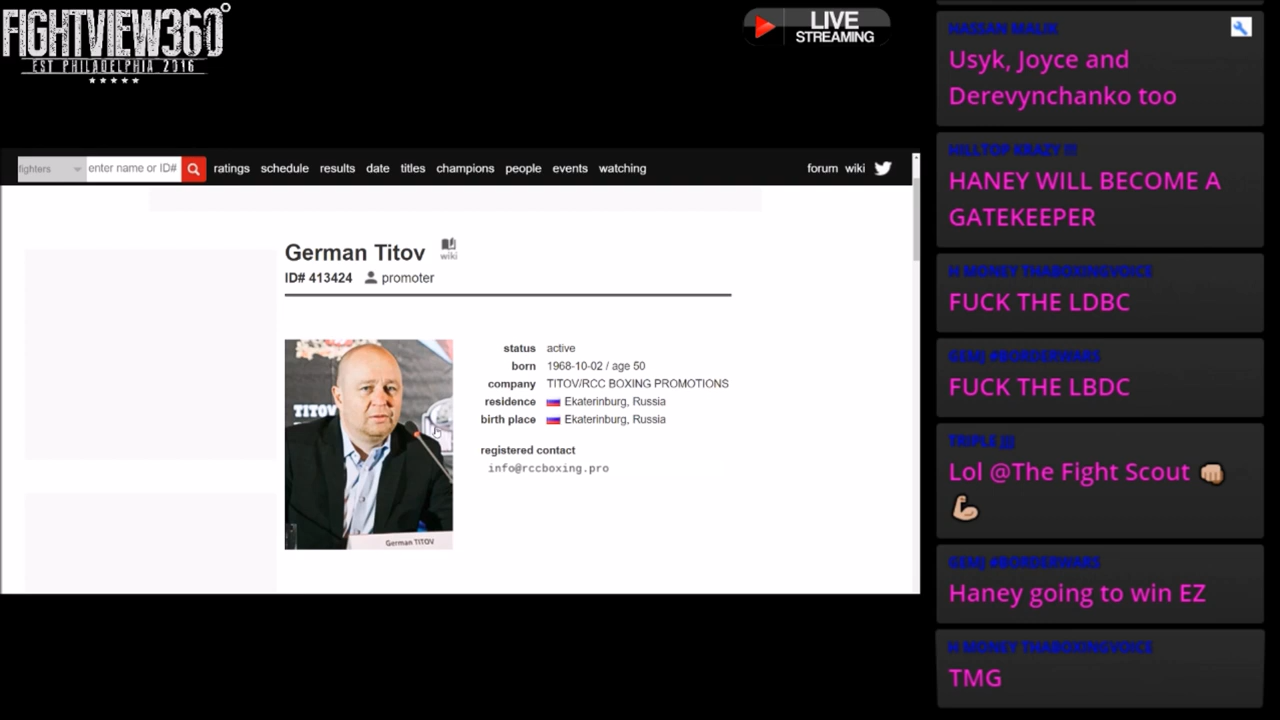 FIGHTVIEW360°
EST PHILADELPHIA 2016
LIVE
STREAMING
fighters
enter name or ID#
ratings
schedule
results
date
titles
champions
people
events
watching
forum
wiki
German Titov
wiki
ID# 413424
promoter
status active
born 1968-10-02 / age 50
company TITOV/RCC BOXING PROMOTIONS
residence Ekaterinburg, Russia
birth place Ekaterinburg, Russia
registered contact
info@rccboxing.pro
TITOV
German TITOV
HASSAN MALIK
Usyk, Joyce and
Derevynchanko too
HILLTOP KRAZY !!!
HANEY WILL BECOME A
GATEKEEPER
H MONEY THABOXINGVOICE
FUCK THE LDBC
GEMJ #BORDERWARS
FUCK THE LBDC
TRIPLE JJJ
Lol @The Fight Scout 👊🏼
💪🏼
GEMJ #BORDERWARS
Haney going to win EZ
H MONEY THABOXINGVOICE
TMG